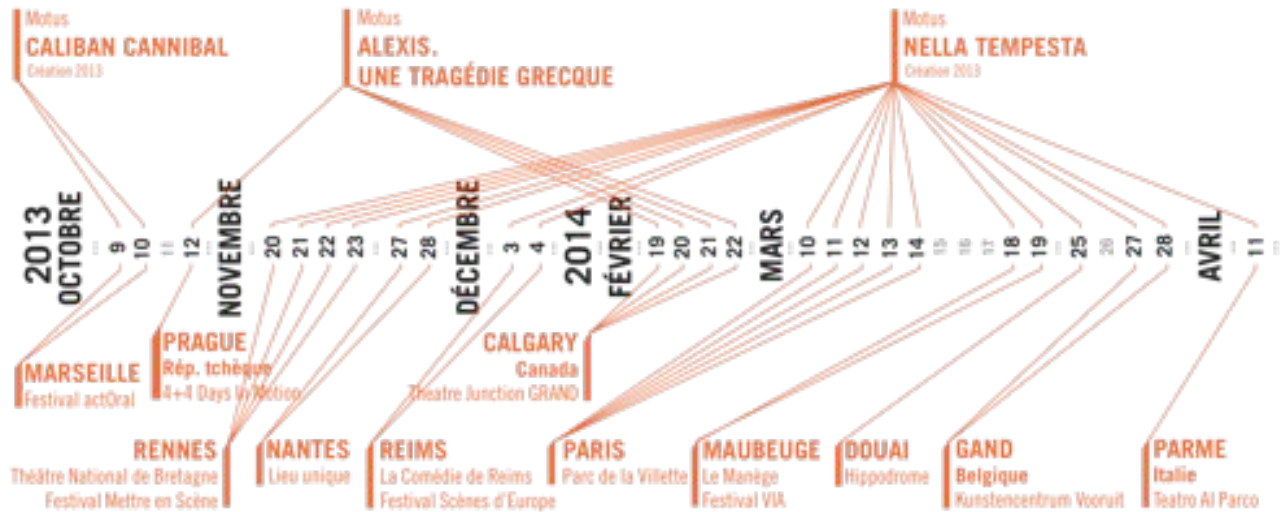 Motus
CALIBAN CANNIBAL
Création 2013
Motus
ALEXIS.
UNE TRAGÉDIE GRECQUE
Motus
NELLA TEMPESTA
Création 2013
2013
OCTOBRE
... 9 10 11 12 ...
NOVEMBRE
... 20 21 22 23 ... 27 28 ...
DÉCEMBRE
... 3 4 ...
2014
FÉVRIER
... 19 20 21 22 ...
MARS
... 10 11 12 13 14 15 16 17 18 19 ... 25 26 27 28 ...
AVRIL
... 11 ...
MARSEILLE
Festival actOral
PRAGUE
Rép. tchèque
4+4 Days In Motion
CALGARY
Canada
Theatre Junction GRAND
RENNES
Théâtre National de Bretagne
Festival Mettre en Scène
NANTES
Lieu unique
REIMS
La Comédie de Reims
Festival Scènes d'Europe
PARIS
Parc de la Villette
MAUBEUGE
Le Manège
Festival VIA
DOUAI
Hippodrome
GAND
Belgique
Kunstencentrum Vooruit
PARME
Italie
Teatro Al Parco